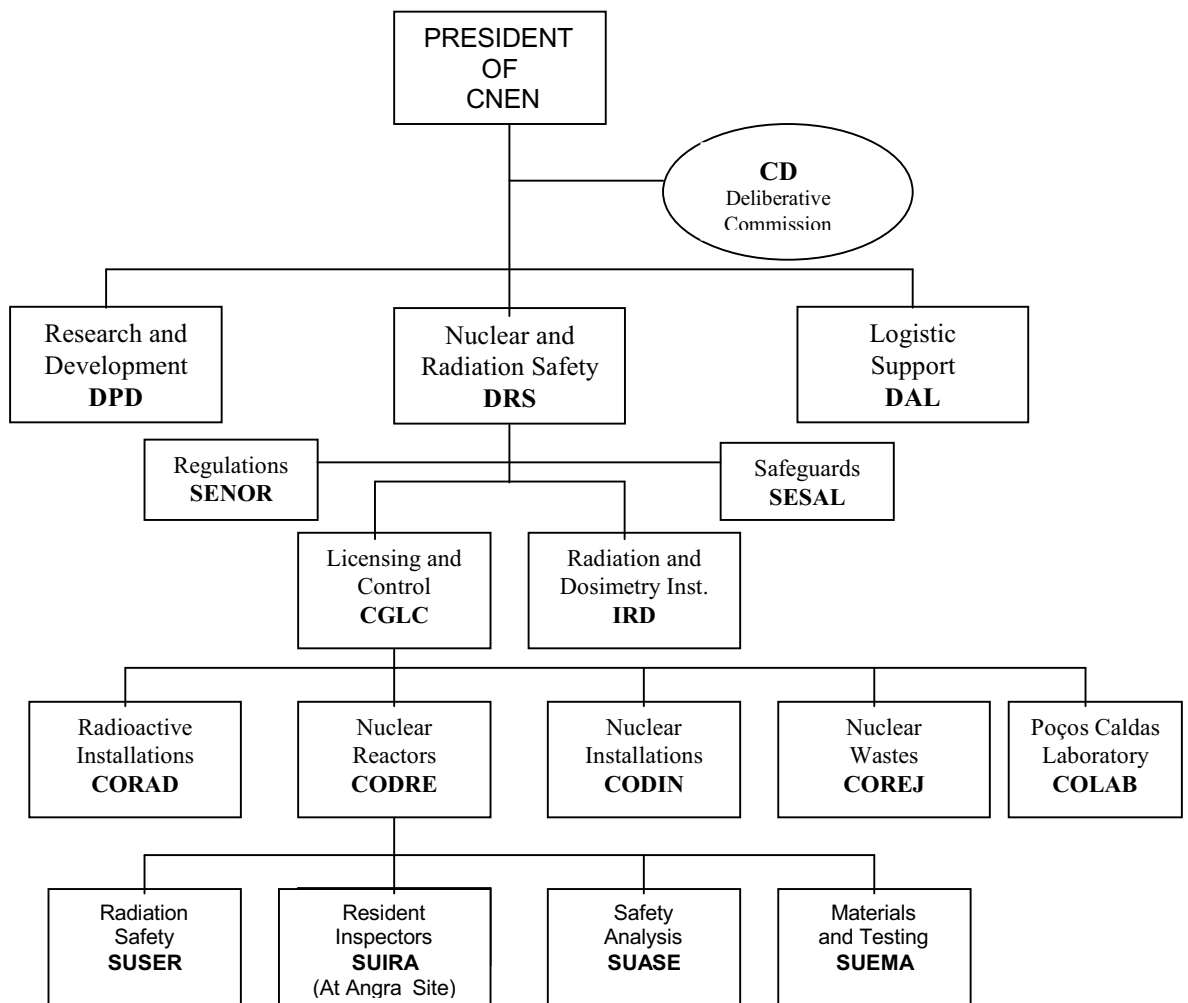 PRESIDENT
OF
CNEN
CD
Deliberative
Commission
Research and
Development
DPD
Nuclear and
Radiation Safety
DRS
Logistic
Support
DAL
Regulations
SENOR
Safeguards
SESAL
Licensing and
Control
CGLC
Radiation and
Dosimetry Inst.
IRD
Radioactive
Installations
CORAD
Nuclear
Reactors
CODRE
Nuclear
Installations
CODIN
Nuclear
Wastes
COREJ
Poços Caldas
Laboratory
COLAB
Radiation
Safety
SUSER
Resident
Inspectors
SUIRA
(At Angra Site)
Safety
Analysis
SUASE
Materials
and Testing
SUEMA